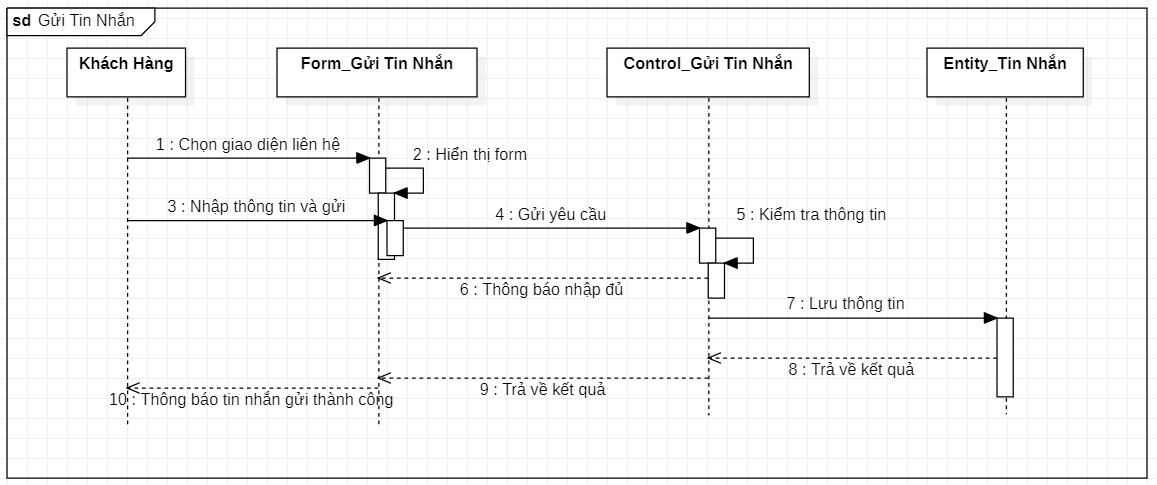 sd Gửi Tin Nhắn
Khách Hàng
Form_Gửi Tin Nhắn
Control_Gửi Tin Nhắn
Entity_Tin Nhắn
1 : Chọn giao diện liên hệ
2 : Hiển thị form
3 : Nhập thông tin và gửi
4 : Gửi yêu cầu
5 : Kiểm tra thông tin
6 : Thông báo nhập đủ
7 : Lưu thông tin
8 : Trả về kết quả
9 : Trả về kết quả
10 : Thông báo tin nhắn gửi thành công